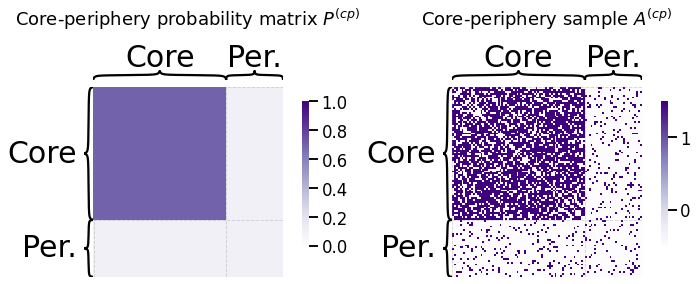 Core-periphery probability matrix P^(cp)
Core Per.
Core
Per.
1.0
0.8
0.6
0.4
0.2
0.0
Core-periphery sample A^(cp)
Core Per.
Core
Per.
1
0